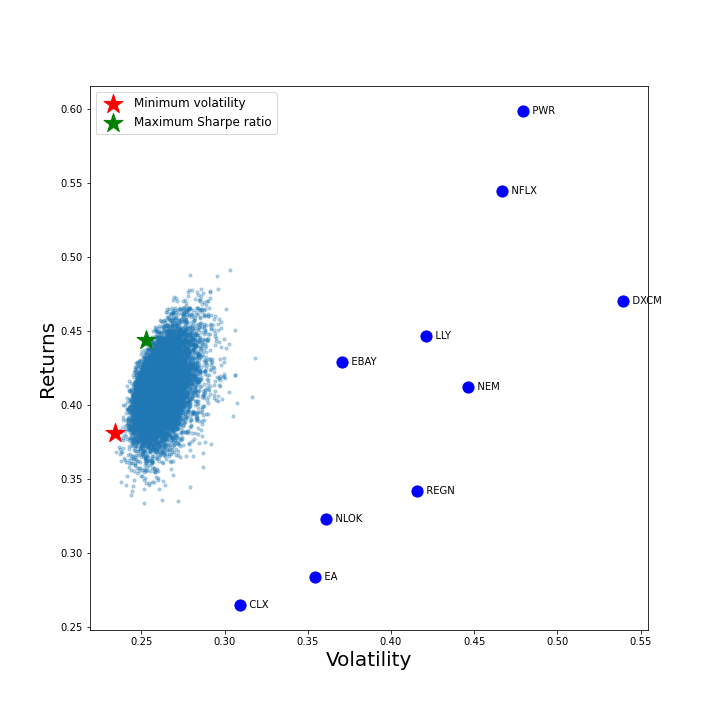 Minimum volatility
Maximum Sharpe ratio
0.60
PWR
0.55
NFLX
0.50
DXCM
0.45
LLY
EBAY
NEM
0.40
Returns
0.35
REGN
NLOK
0.30
EA
CLX
0.25
0.25 0.30 0.35 0.40 0.45 0.50 0.55
Volatility